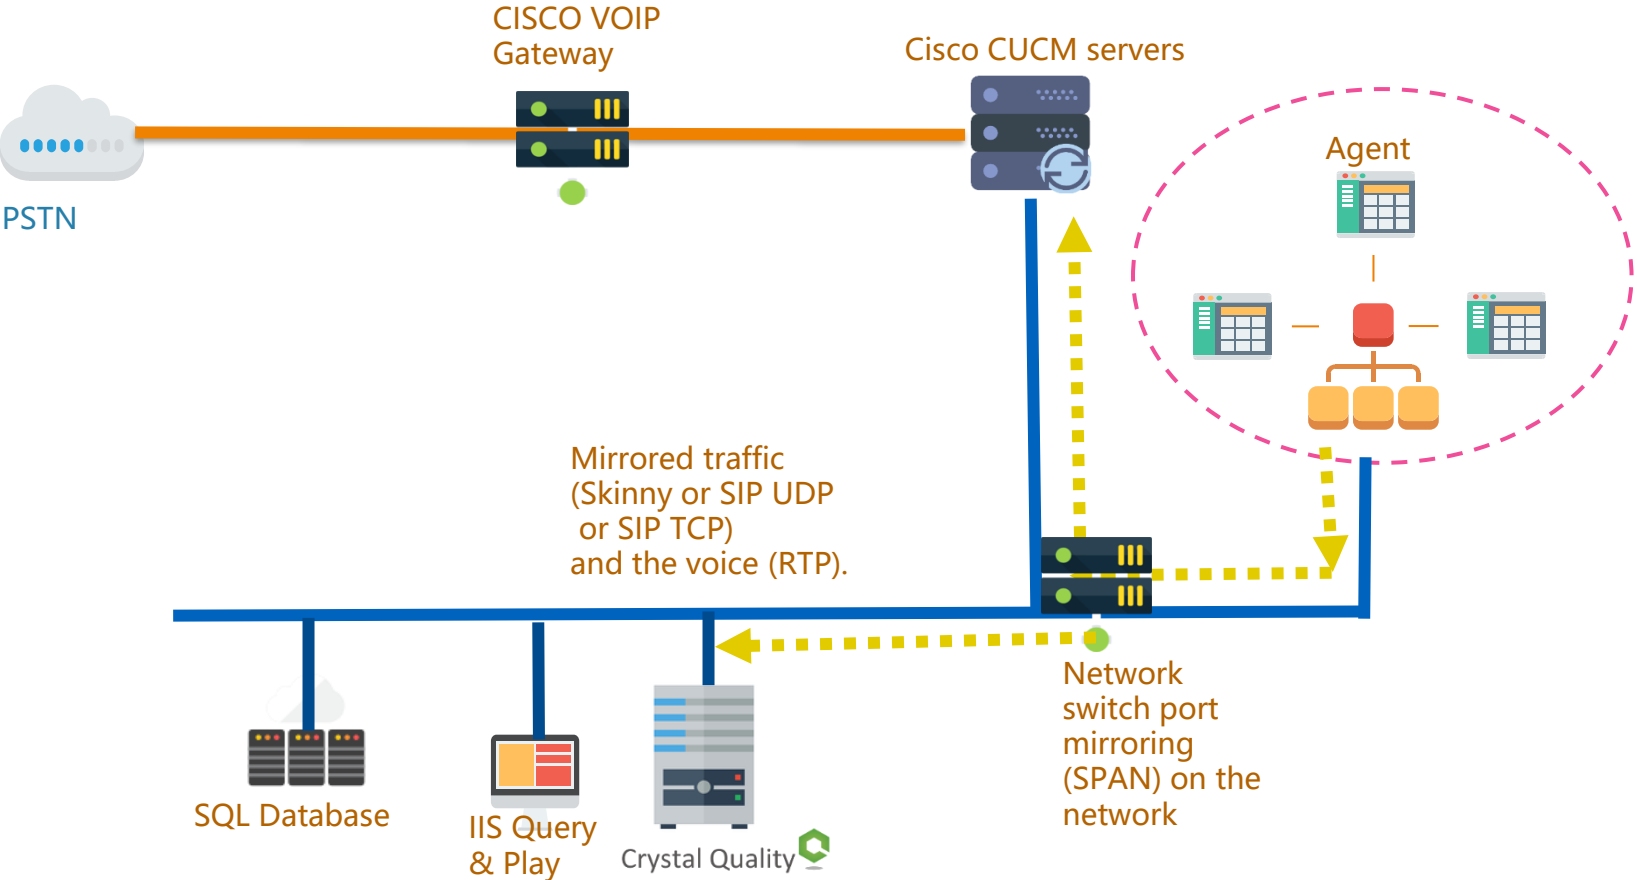 CISCO VOIP
Gateway
Cisco CUCM servers
Agent
PSTN
Mirrored traffic
(Skinny or SIP UDP
or SIP TCP)
and the voice (RTP).
Network
switch port
mirroring
(SPAN) on the
network
SQL Database
IIS Query
& Play
Crystal Quality